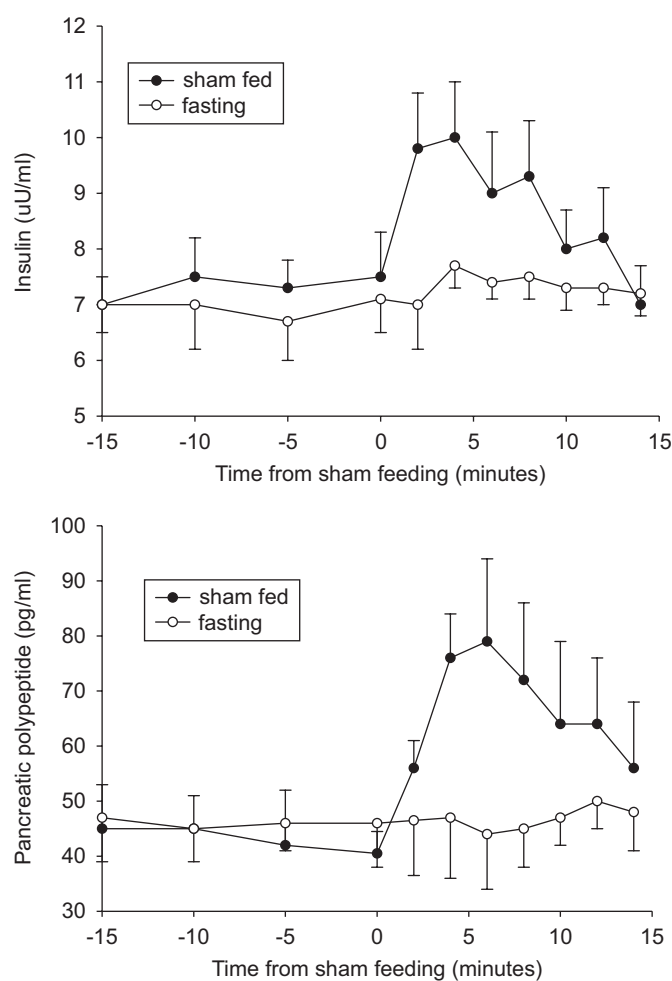 12
11
10
9
8
7
6
5
Insulin (uU/ml)
sham fed
fasting
-15 -10 -5 0 5 10 15
Time from sham feeding (minutes)
100
90
80
70
60
50
40
30
Pancreatic polypeptide (pg/ml)
sham fed
fasting
-15 -10 -5 0 5 10 15
Time from sham feeding (minutes)